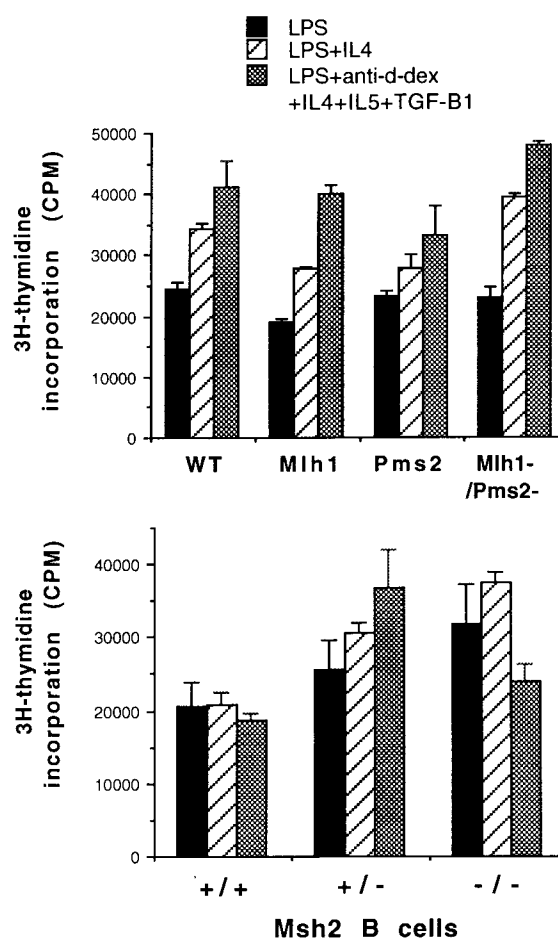 LPS
LPS+IL4
LPS+anti-d-dex
+IL4+IL5+TGF-B1
3H-thymidine
incorporation (CPM)
50000
40000
30000
20000
10000
0
WT
Mlh1
Pms2
Mlh1-
/Pms2-
3H-thymidine
incorporation (CPM)
40000
30000
20000
10000
0
+/+
+/-
-/-
Msh2 B cells